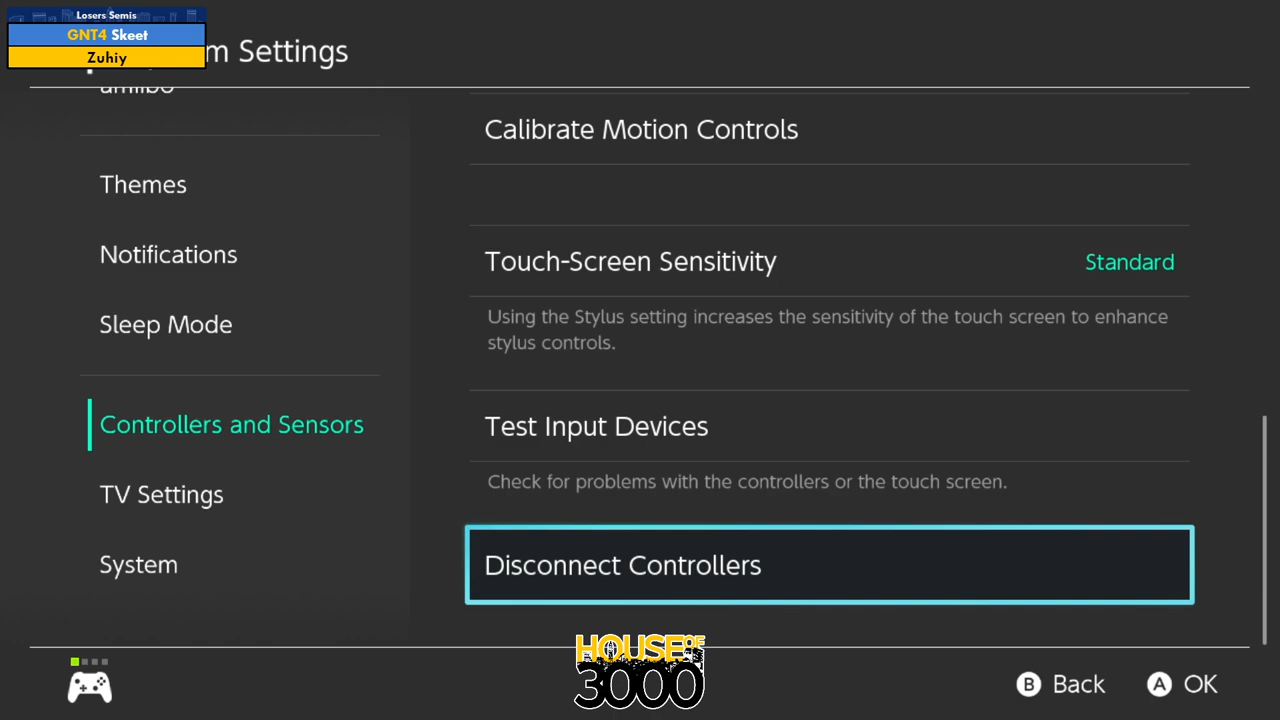 Losers Semis
GNT4 Skeet
Zuhiy
m Settings
amiibo
Themes
Notifications
Sleep Mode
Controllers and Sensors
TV Settings
System
Calibrate Motion Controls
Touch-Screen Sensitivity Standard
Using the Stylus setting increases the sensitivity of the touch screen to enhance
stylus controls.
Test Input Devices
Check for problems with the controllers or the touch screen.
Disconnect Controllers
HOUSE OF
3000
B Back A OK